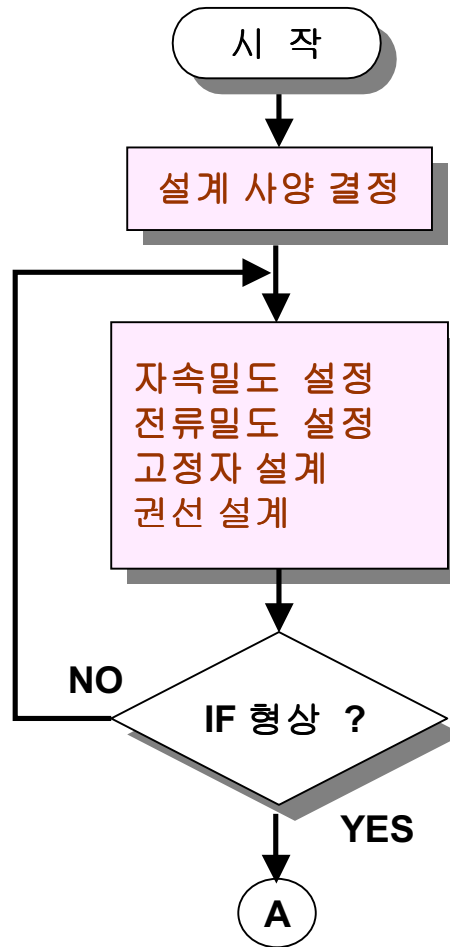 시 작
설계 사양 결정
자속밀도 설정
전류밀도 설정
고정자 설계
권선 설계
NO
IF 형상 ?
YES
A